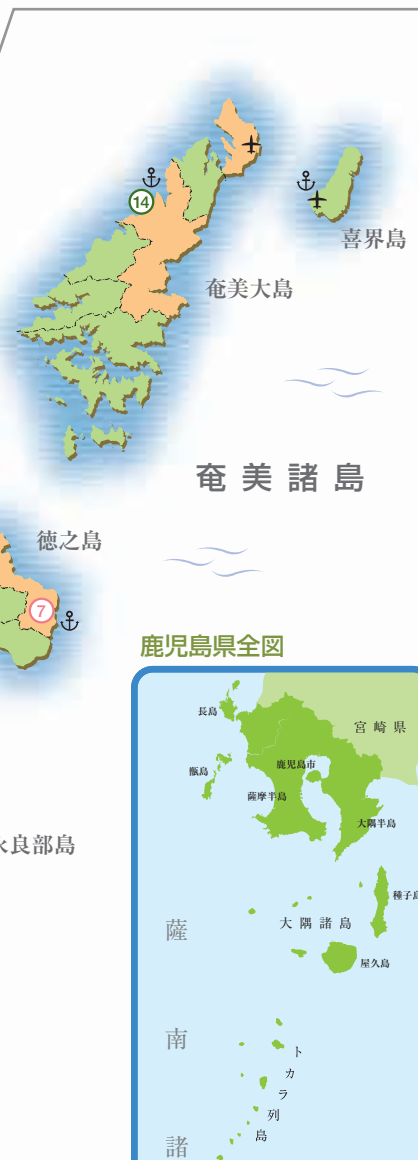 14
喜界島
奄美大島
奄美諸島
徳之島
7
良部島
鹿児島県全図
長島
宮崎県
甑島
鹿児島市
薩摩半島
大隅半島
種子島
大隅諸島
屋久島
薩南諸
トカラ列島